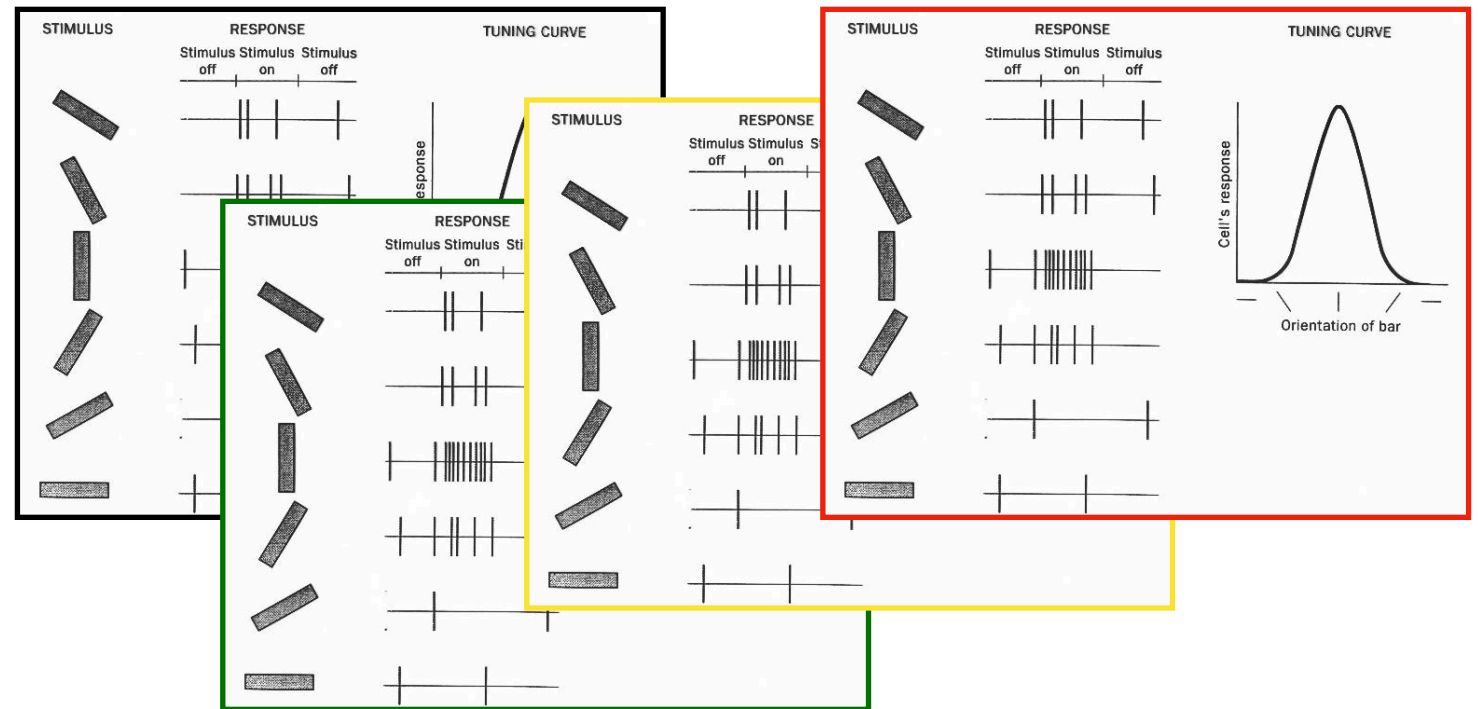 STIMULUS
RESPONSE
TUNING CURVE
Stimulus Stimulus Stimulus
off on off
esponse
STIMULUS
RESPONSE
Stimulus Stimulus Sti
off on
STIMULUS
RESPONSE
Stimulus Stimulus S
off on
STIMULUS
RESPONSE
TUNING CURVE
Stimulus Stimulus Stimulus
off on off
Cell's response
Orientation of bar